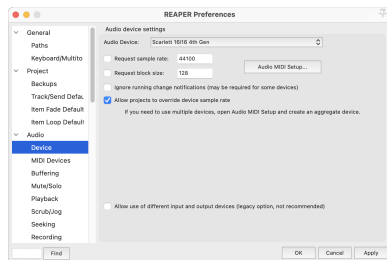 REAPER Preferences
General
Paths
Keyboard/Multito
Project
Backups
Track/Send Defau
Item Fade Default
Item Loop Default
Audio
Device
MIDI Devices
Buffering
Mute/Solo
Playback
Scrub/Jog
Seeking
Recording
Find
Audio device settings
Audio Device: Scarlett 16i16 4th Gen
Request sample rate: 44100
Request block size: 128
Audio MIDI Setup...
Ignore running change notifications (may be required for some devices)
Allow projects to override device sample rate
If you need to use multiple devices, open Audio MIDI Setup and create an aggregate device.
Allow use of different input and output devices (legacy option, not recommended)
OK Cancel Apply